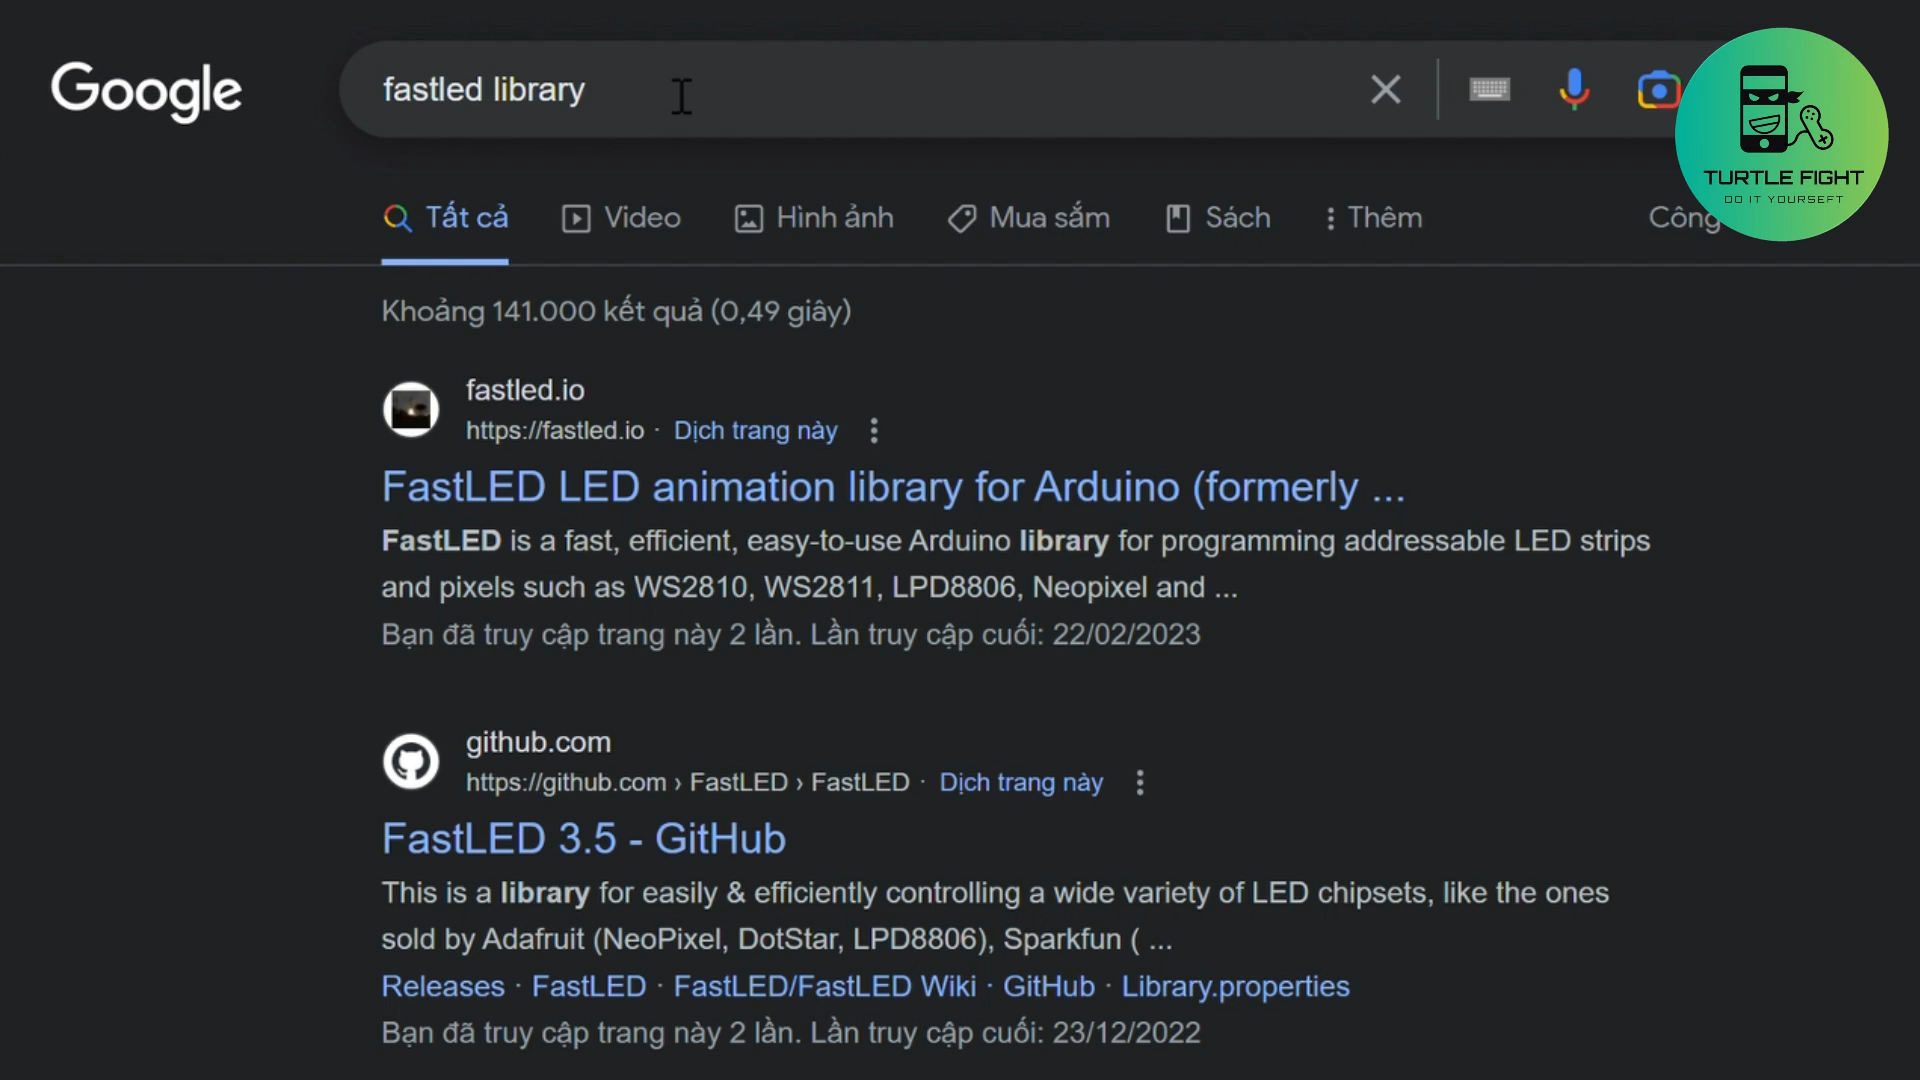 Google
fastled library
TURTLE FIGHT
DO IT YOURSEFT
Tất cả
Video
Hình ảnh
Mua sắm
Sách
Thêm
Công
Khoảng 141.000 kết quả (0,49 giây)
fastled.io
https://fastled.io · Dịch trang này
FastLED LED animation library for Arduino (formerly ...
FastLED is a fast, efficient, easy-to-use Arduino library for programming addressable LED strips
and pixels such as WS2810, WS2811, LPD8806, Neopixel and ...
Bạn đã truy cập trang này 2 lần. Lần truy cập cuối: 22/02/2023
github.com
https://github.com › FastLED › FastLED · Dịch trang này
FastLED 3.5 - GitHub
This is a library for easily & efficiently controlling a wide variety of LED chipsets, like the ones
sold by Adafruit (NeoPixel, DotStar, LPD8806), Sparkfun ( ...
Releases · FastLED · FastLED/FastLED Wiki · GitHub · Library.properties
Bạn đã truy cập trang này 2 lần. Lần truy cập cuối: 23/12/2022